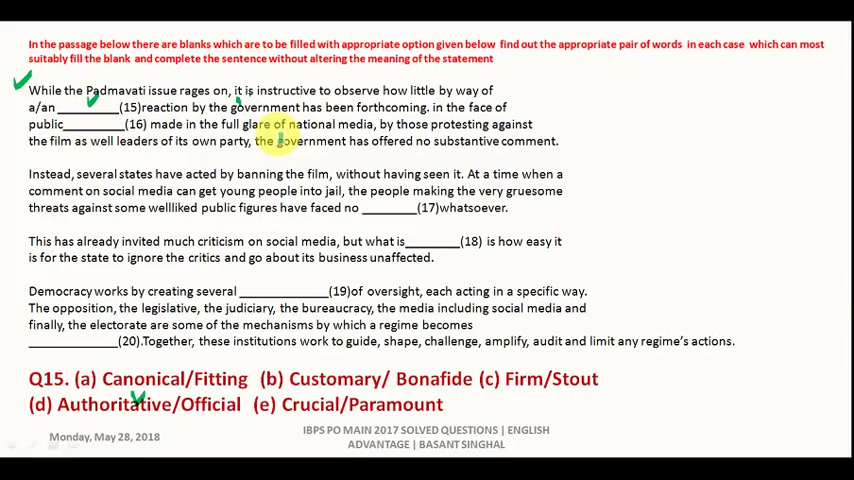 In the passage below there are blanks which are to be filled with appropriate option given below find out the appropriate pair of words in each case which can most
suitably fill the blank and complete the sentence without altering the meaning of the statement
While the Padmavati issue rages on, it is instructive to observe how little by way of
a/an _________(15)reaction by the government has been forthcoming. in the face of
public_________(16) made in the full glare of national media, by those protesting against
the film as well leaders of its own party, the government has offered no substantive comment.
Instead, several states have acted by banning the film, without having seen it. At a time when a
comment on social media can get young people into jail, the people making the very gruesome
threats against some wellliked public figures have faced no ________(17)whatsoever.
This has already invited much criticism on social media, but what is________(18) is how easy it
is for the state to ignore the critics and go about its business unaffected.
Democracy works by creating several _____________(19)of oversight, each acting in a specific way.
The opposition, the legislative, the judiciary, the bureaucracy, the media including social media and
finally, the electorate are some of the mechanisms by which a regime becomes
_____________(20).Together, these institutions work to guide, shape, challenge, amplify, audit and limit any regime's actions.
Q15. (a) Canonical/Fitting (b) Customary/ Bonafide (c) Firm/Stout
(d) Authoritative/Official (e) Crucial/Paramount
Monday, May 28, 2018
IBPS PO MAIN 2017 SOLVED QUESTIONS | ENGLISH
ADVANTAGE | BASANT SINGHAL